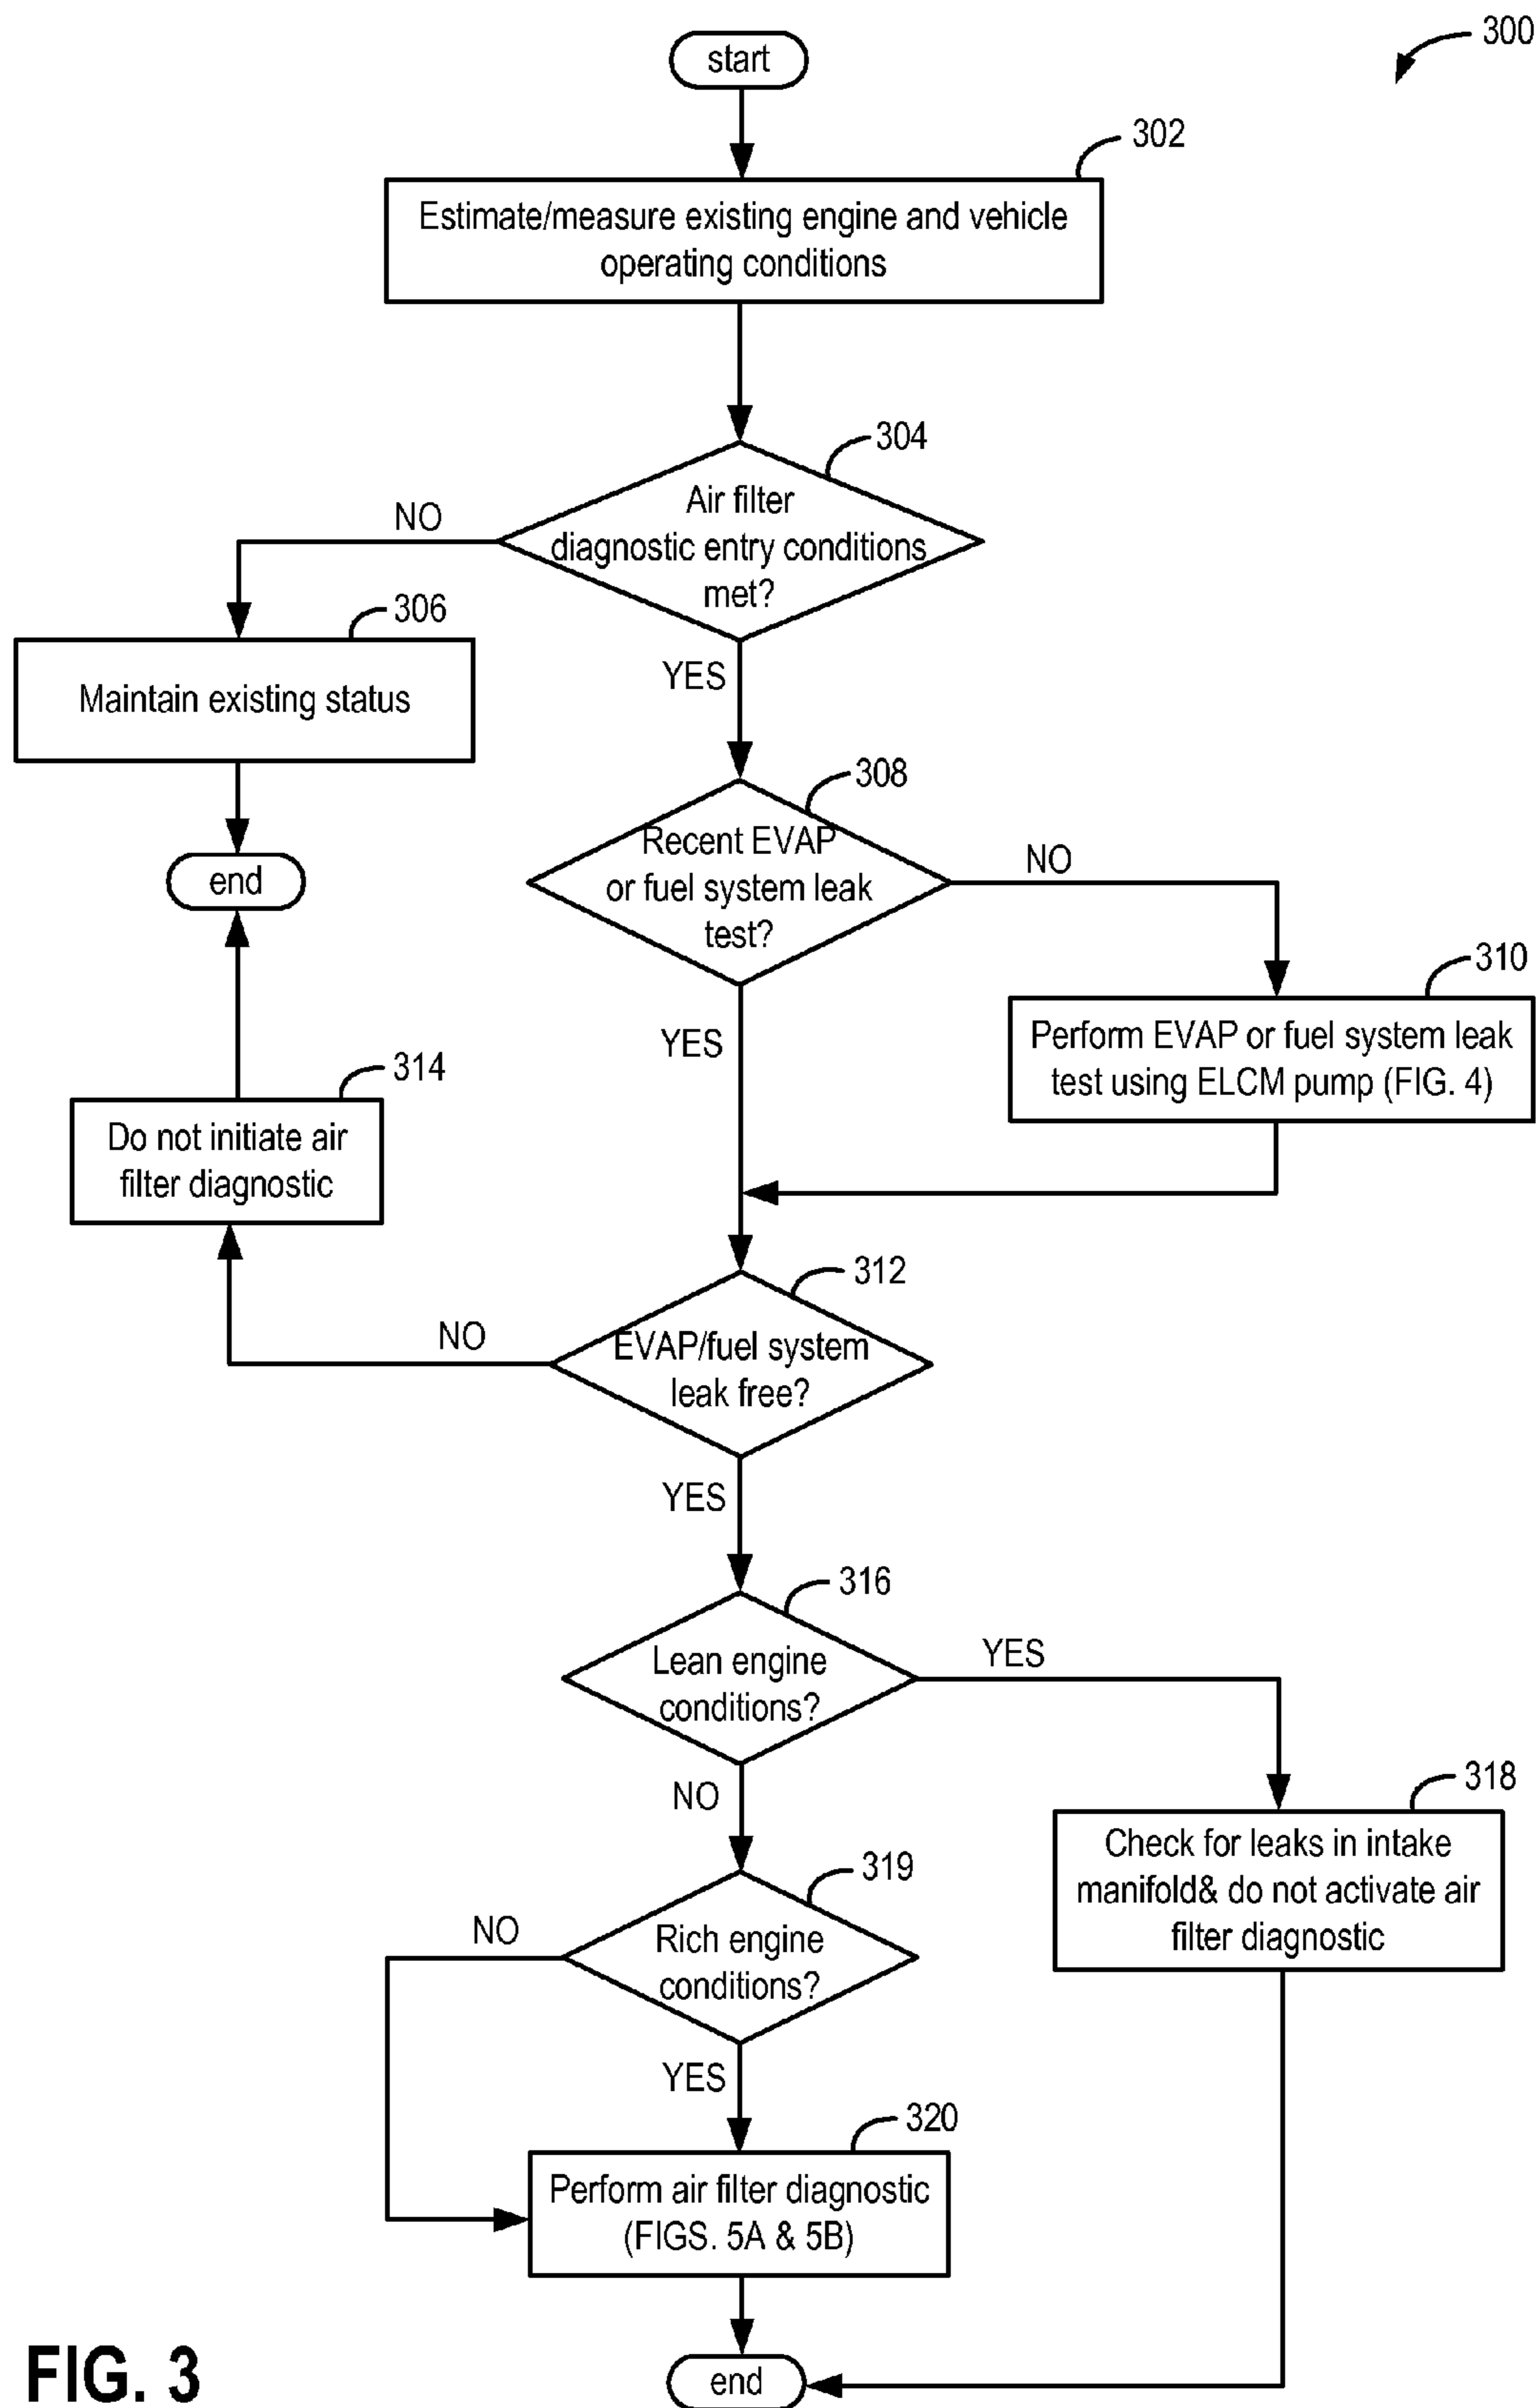 300
start
302
Estimate/measure existing engine and vehicle
operating conditions
304
Air filter
diagnostic entry conditions
met?
NO
YES
306
Maintain existing status
end
308
Recent EVAP
or fuel system leak
test?
NO
YES
310
Perform EVAP or fuel system leak
test using ELCM pump (FIG. 4)
314
Do not initiate air
filter diagnostic
312
EVAP/fuel system
leak free?
NO
YES
316
Lean engine
conditions?
YES
NO
318
Check for leaks in intake
manifold& do not activate air
filter diagnostic
319
Rich engine
conditions?
NO
YES
320
Perform air filter diagnostic
(FIGS. 5A & 5B)
end
FIG. 3